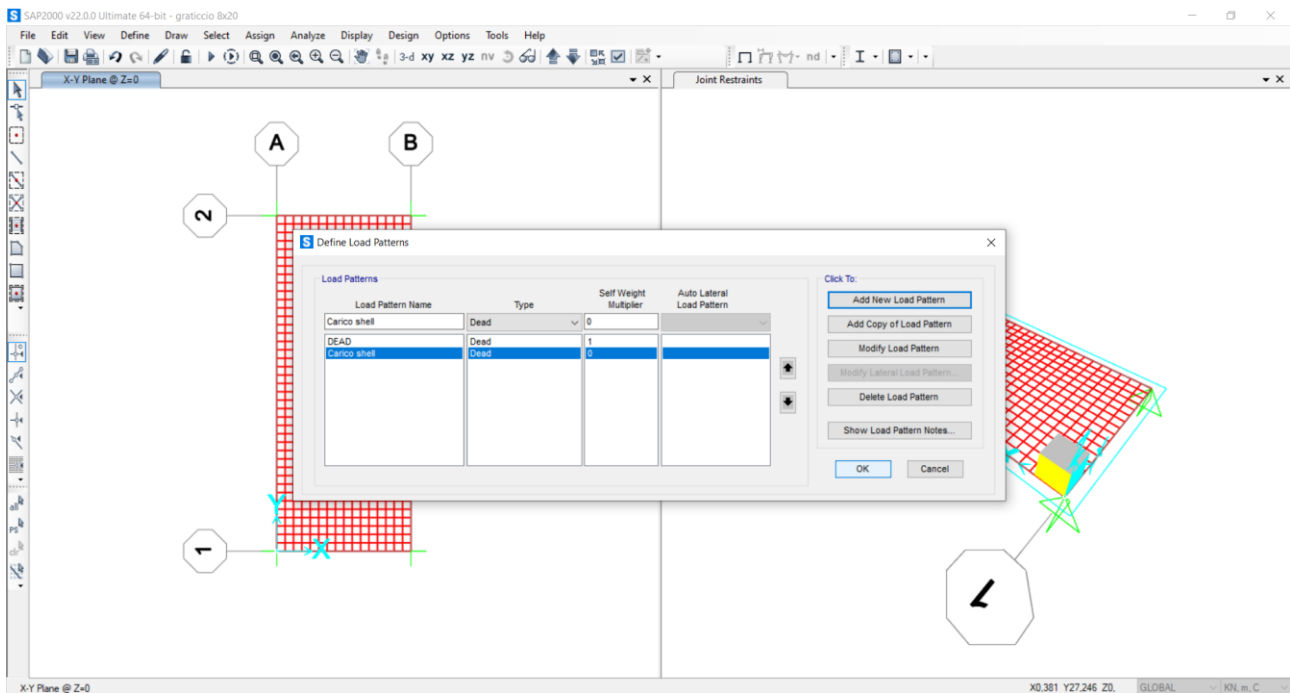 SAP2000 v22.0.0 Ultimate 64-bit - graticcio 8x20
File Edit View Define Draw Select Assign Analyze Display Design Options Tools Help
3-d xy xz yz nv nd
X-Y Plane @ Z=0
Joint Restraints
A B
2
Define Load Patterns
Load Patterns
Click To:
Load Pattern Name Type Self Weight Multiplier Auto Lateral Load Pattern
Carico shell Dead 0
DEAD Dead 1
Carico shell Dead 0
Add New Load Pattern
Add Copy of Load Pattern
Modify Load Pattern
Modify Lateral Load Pattern...
Delete Load Pattern
Show Load Pattern Notes...
OK Cancel
Y
X
1
1
all
PS
clr
X-Y Plane @ Z=0
X0,381 Y27,246 Z0, GLOBAL KN, m, C